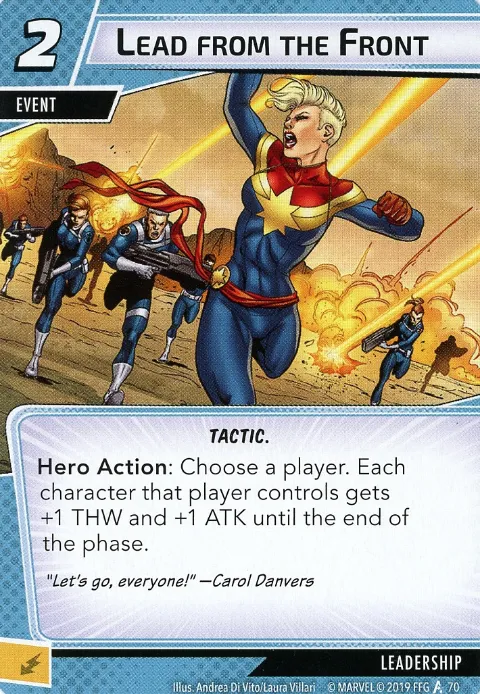 2
LEAD FROM THE FRONT
EVENT
TACTIC.
Hero Action: Choose a player. Each
character that player controls gets
+1 THW and +1 ATK until the end of
the phase.
"Let's go, everyone!" —Carol Danvers
LEADERSHIP
Illus. Andrea Di Vito/Laura Villari © MARVEL © 2019 FFG 70